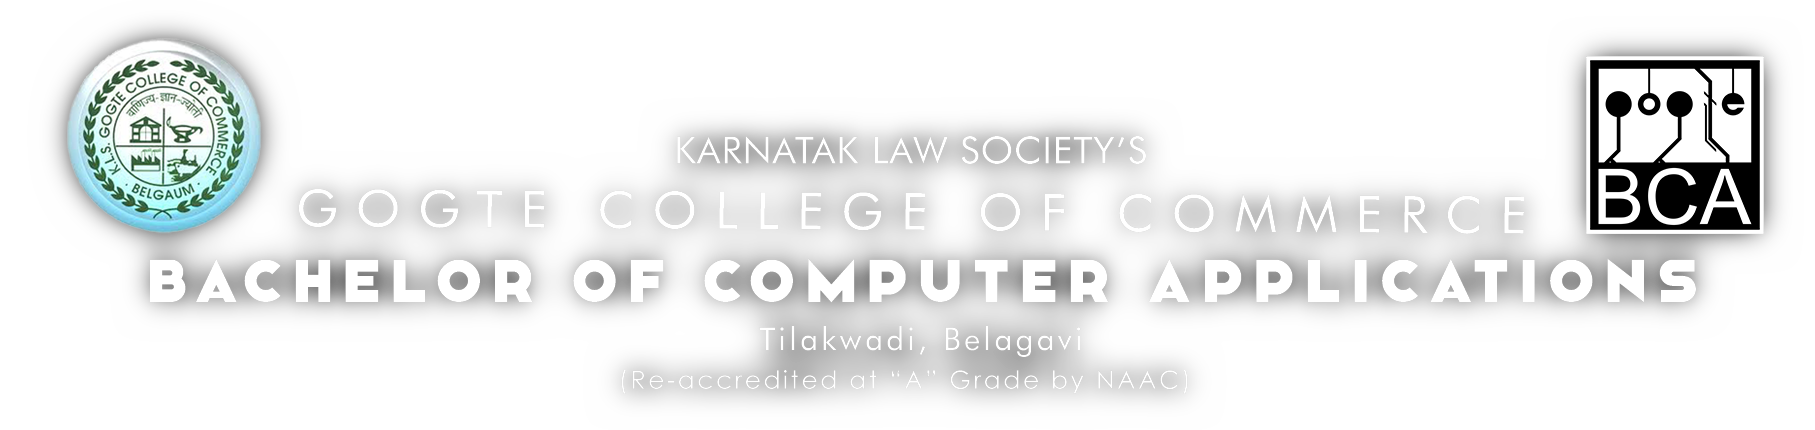 K.L.S. GOGTE COLLEGE OF COMMERCE
वाणिज्य-ज्ञान-ज्योती
· BELGAUM ·
KARNATAK LAW SOCIETY'S
GOGTE COLLEGE OF COMMERCE
BACHELOR OF COMPUTER APPLICATIONS
Tilakwadi, Belagavi
(Re-accredited at “A” Grade by NAAC)
BCA